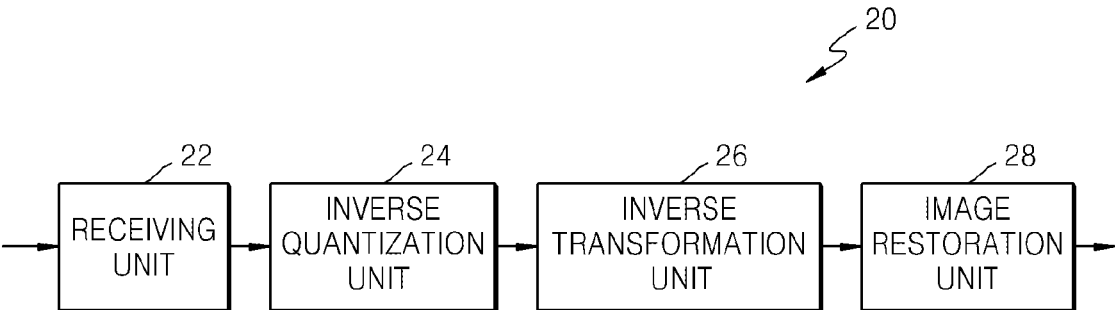 20
22
24
26
28
RECEIVING
UNIT
INVERSE
QUANTIZATION
UNIT
INVERSE
TRANSFORMATION
UNIT
IMAGE
RESTORATION
UNIT